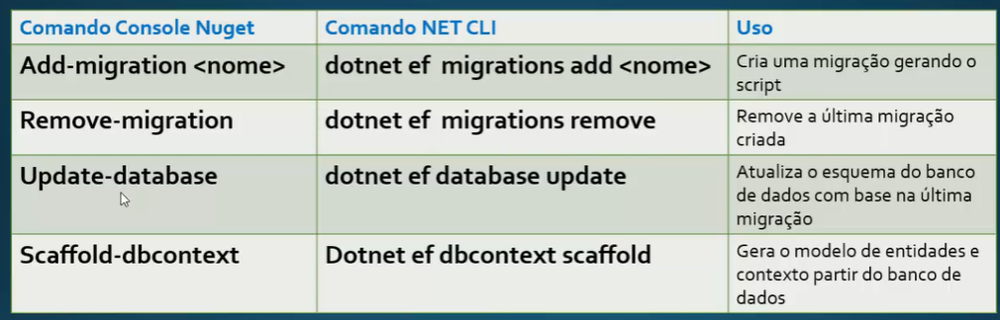 Comando Console Nuget
Comando NET CLI
Uso
Add-migration <nome>
dotnet ef migrations add <nome>
Cria uma migração gerando o
script
Remove-migration
dotnet ef migrations remove
Remove a última migração
criada
Update-database
dotnet ef database update
Atualiza o esquema do banco
de dados com base na última
migração
Scaffold-dbcontext
Dotnet ef dbcontext scaffold
Gera o modelo de entidades e
contexto partir do banco de
dados